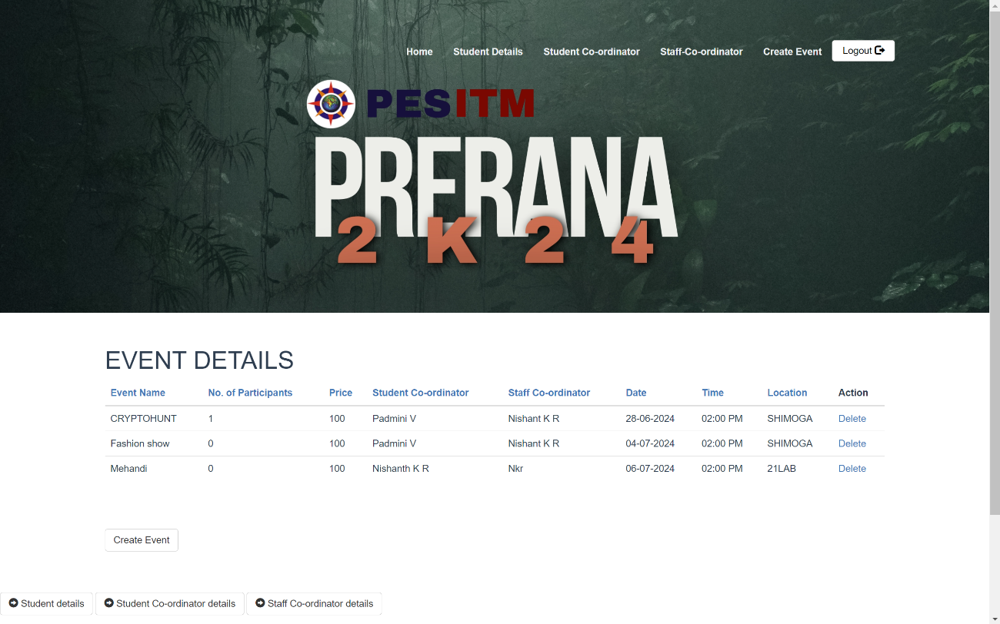 Home Student Details Student Co-ordinator Staff-Co-ordinator Create Event Logout
PES ITM
PRERANA
2K24
EVENT DETAILS
Event Name No. of Participants Price Student Co-ordinator Staff Co-ordinator Date Time Location Action
CRYPTOHUNT 1 100 Padmini V Nishant K R 28-06-2024 02:00 PM SHIMOGA Delete
Fashion show 0 100 Padmini V Nishant K R 04-07-2024 02:00 PM SHIMOGA Delete
Mehandi 0 100 Nishanth K R Nkr 06-07-2024 02:00 PM 21LAB Delete
Create Event
Student details Student Co-ordinator details Staff Co-ordinator details